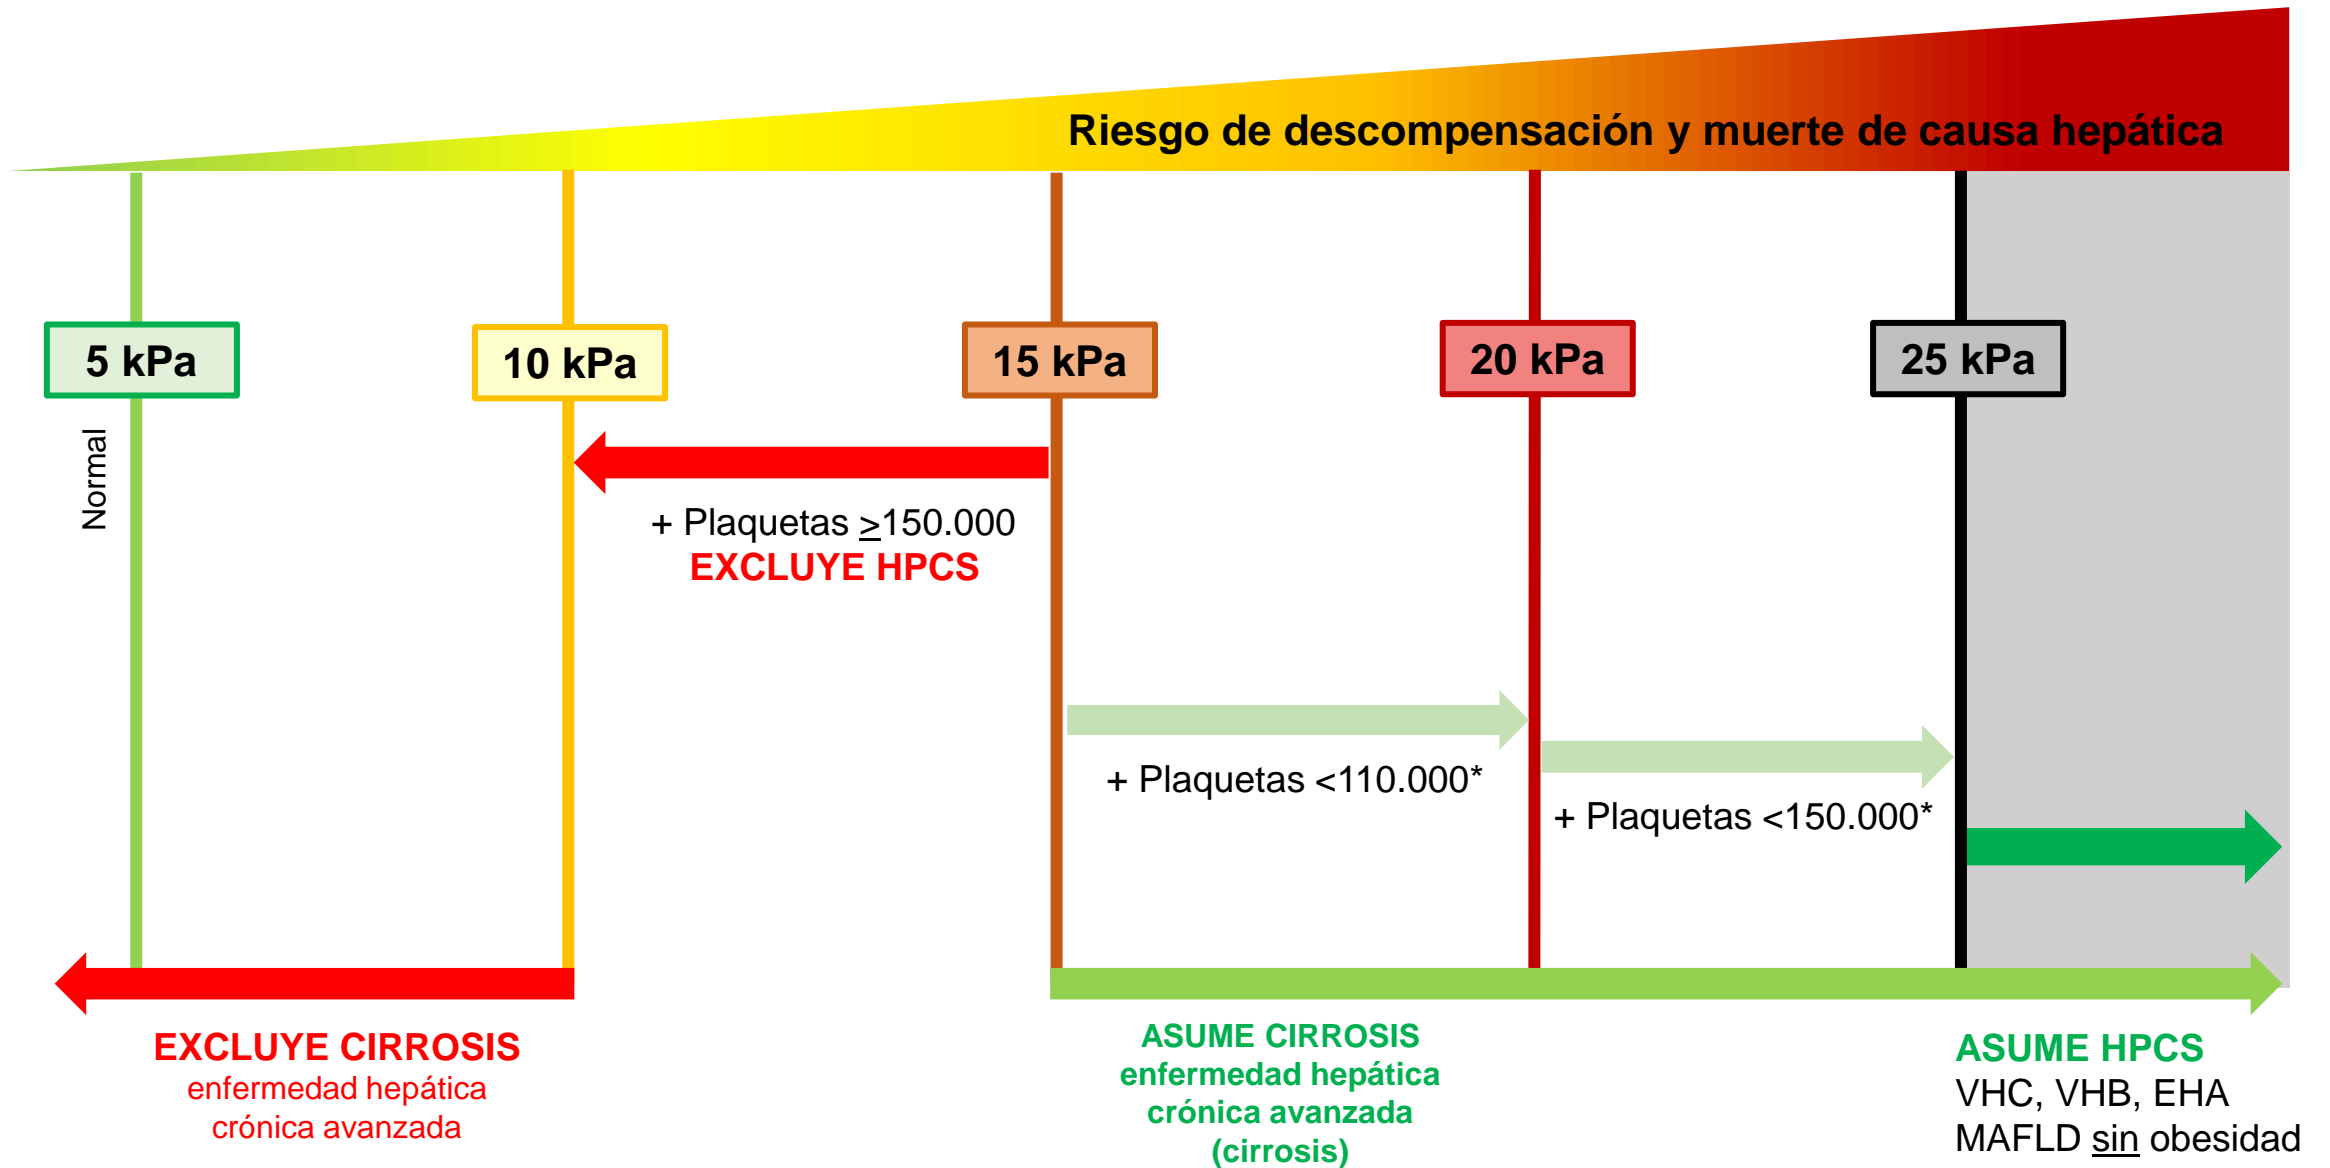 Riesgo de descompensación y muerte de causa hepática
5 kPa
10 kPa
15 kPa
20 kPa
25 kPa
Normal
+ Plaquetas ≥150.000
EXCLUYE HPCS
+ Plaquetas <110.000*
+ Plaquetas <150.000*
EXCLUYE CIRROSIS
enfermedad hepática
crónica avanzada
ASUME CIRROSIS
enfermedad hepática
crónica avanzada
(cirrosis)
ASUME HPCS
VHC, VHB, EHA
MAFLD sin obesidad